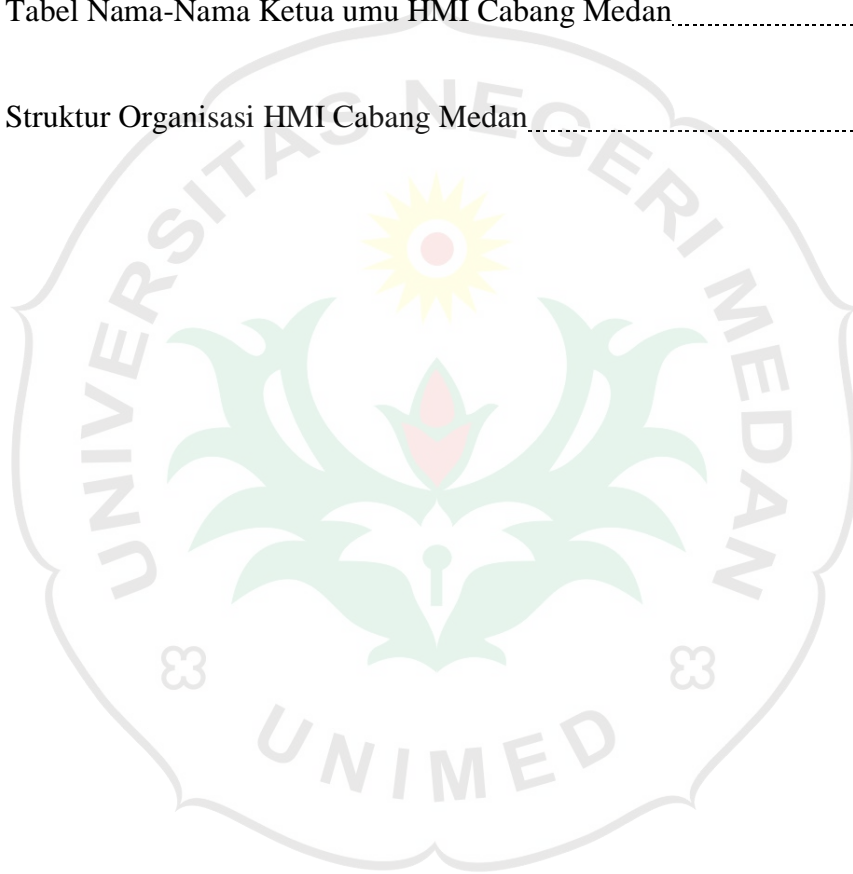 Tabel Nama-Nama Ketua umu HMI Cabang Medan
Struktur Organisasi HMI Cabang Medan
UNIVERSITAS NEGERI MEDAN
UNIMED